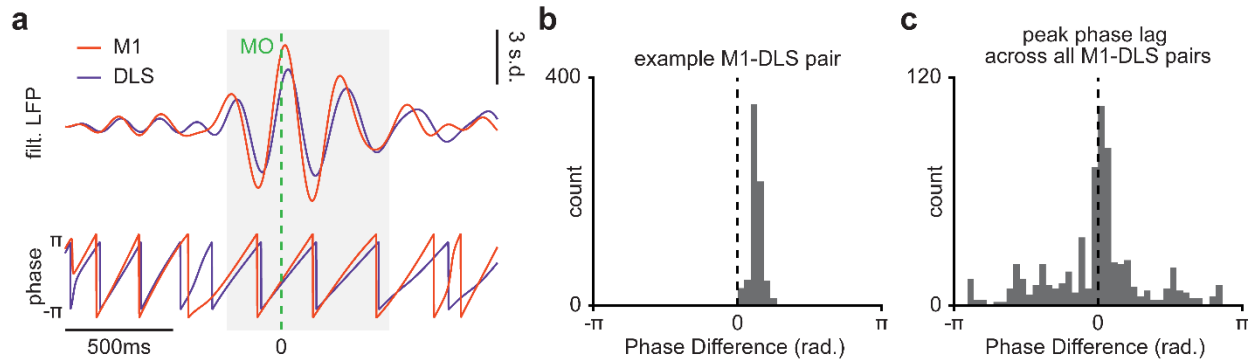 a
M1
DLS
MO
3 s.d.
filt. LFP
π
-π
phase
500ms
0
b
example M1-DLS pair
400
0
count
-π
0
π
Phase Difference (rad.)
c
peak phase lag
across all M1-DLS pairs
120
0
count
-π
0
π
Phase Difference (rad.)